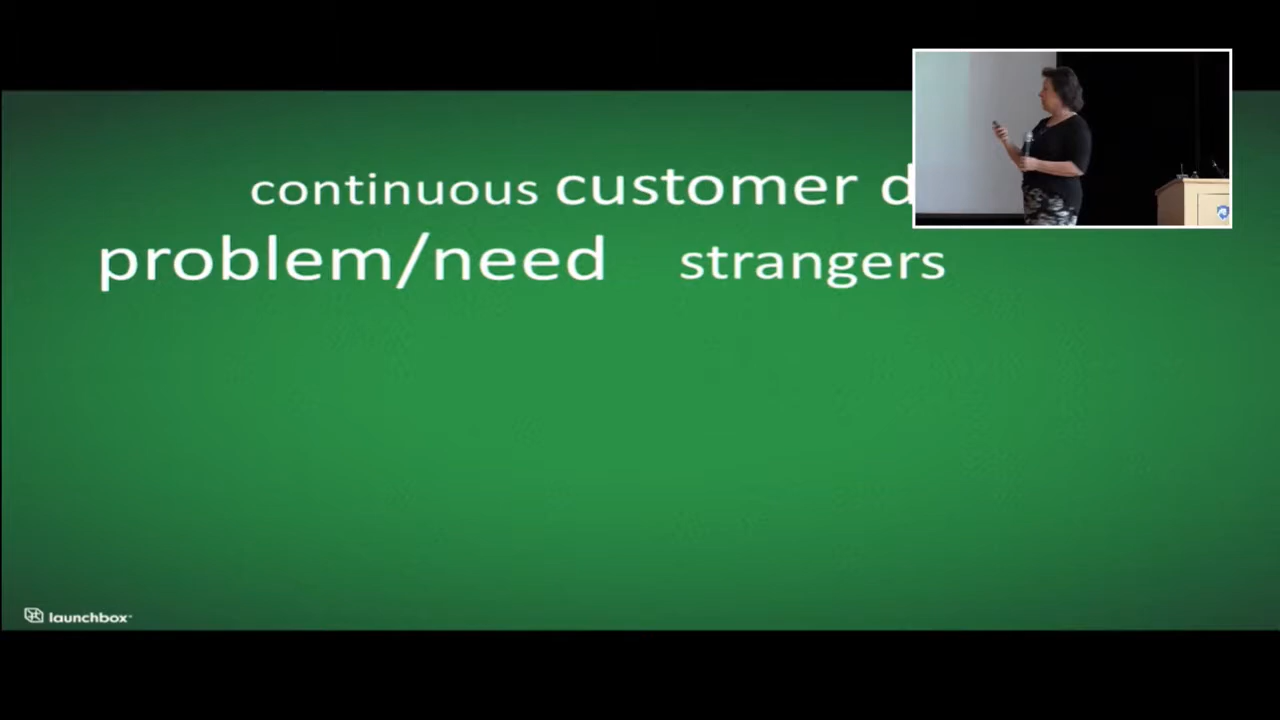 continuous customer d
problem/need strangers
launchbox